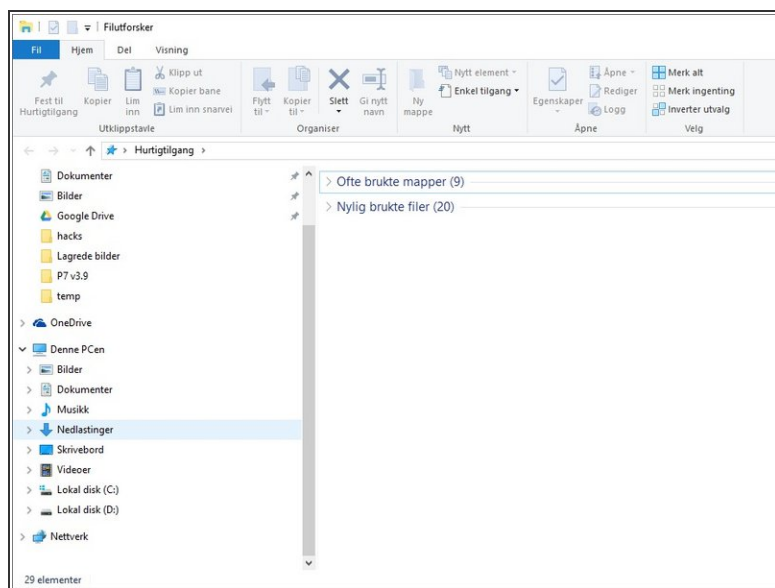 Filutforsker
Fil Hjem Del Visning
Fest til
Hurtigtilgang
Kopier
Lim
inn
Klipp ut
Kopier bane
Lim inn snarvei
Utklippstavle
Flytt
til
Kopier
til
Slett
Gi nytt
navn
Organiser
Ny
mappe
Nytt element
Enkel tilgang
Nytt
Egenskaper
Åpne
Rediger
Logg
Åpne
Merk alt
Merk ingenting
Inverter utvalg
Velg
Hurtigtilgang
Dokumenter
Bilder
Google Drive
hacks
Lagrede bilder
P7 v3.9
temp
OneDrive
Denne PCen
Bilder
Dokumenter
Musikk
Nedlastinger
Skrivebord
Videoer
Lokal disk (C:)
Lokal disk (D:)
Nettverk
Ofte brukte mapper (9)
Nylig brukte filer (20)
29 elementer